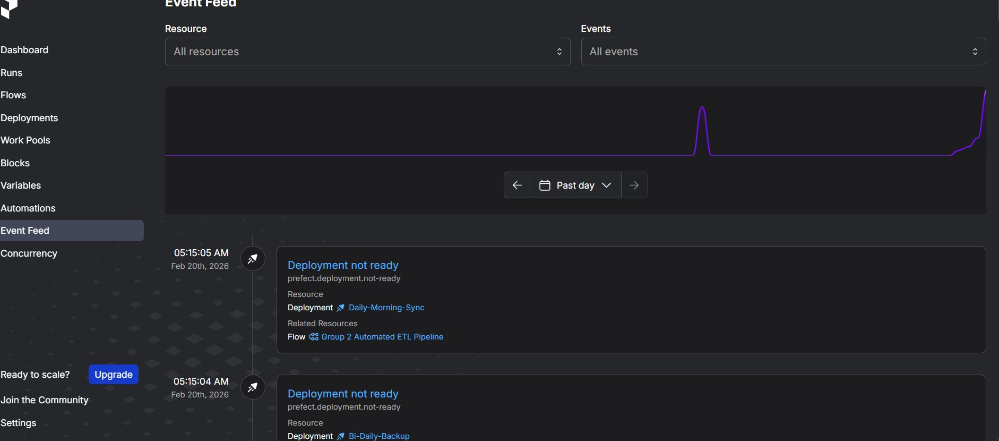 Event Feed
Resource
Events
All resources
All events
Dashboard
Runs
Flows
Deployments
Work Pools
Blocks
Variables
Automations
Event Feed
Concurrency
Past day
05:15:05 AM
Feb 20th, 2026
Deployment not ready
prefect.deployment.not-ready
Resource
Deployment Daily-Morning-Sync
Related Resources
Flow Group 2 Automated ETL Pipeline
05:15:04 AM
Feb 20th, 2026
Deployment not ready
prefect.deployment.not-ready
Resource
Deployment Bi-Daily-Backup
Ready to scale? Upgrade
Join the Community
Settings